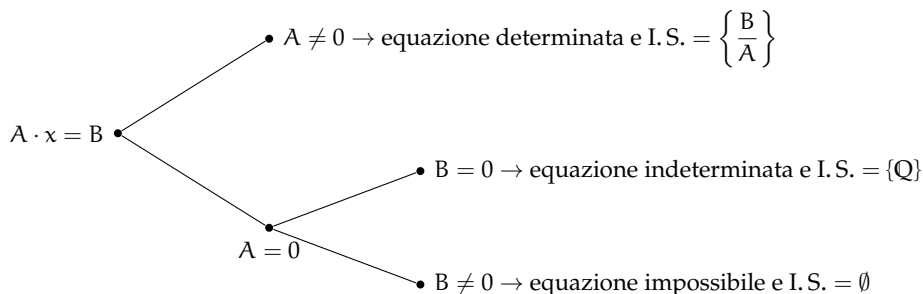 A ≠ 0 → equazione determinata e I. S. = {B/A}
A · x = B
B = 0 → equazione indeterminata e I. S. = {ℚ}
A = 0
B ≠ 0 → equazione impossibile e I. S. = ∅